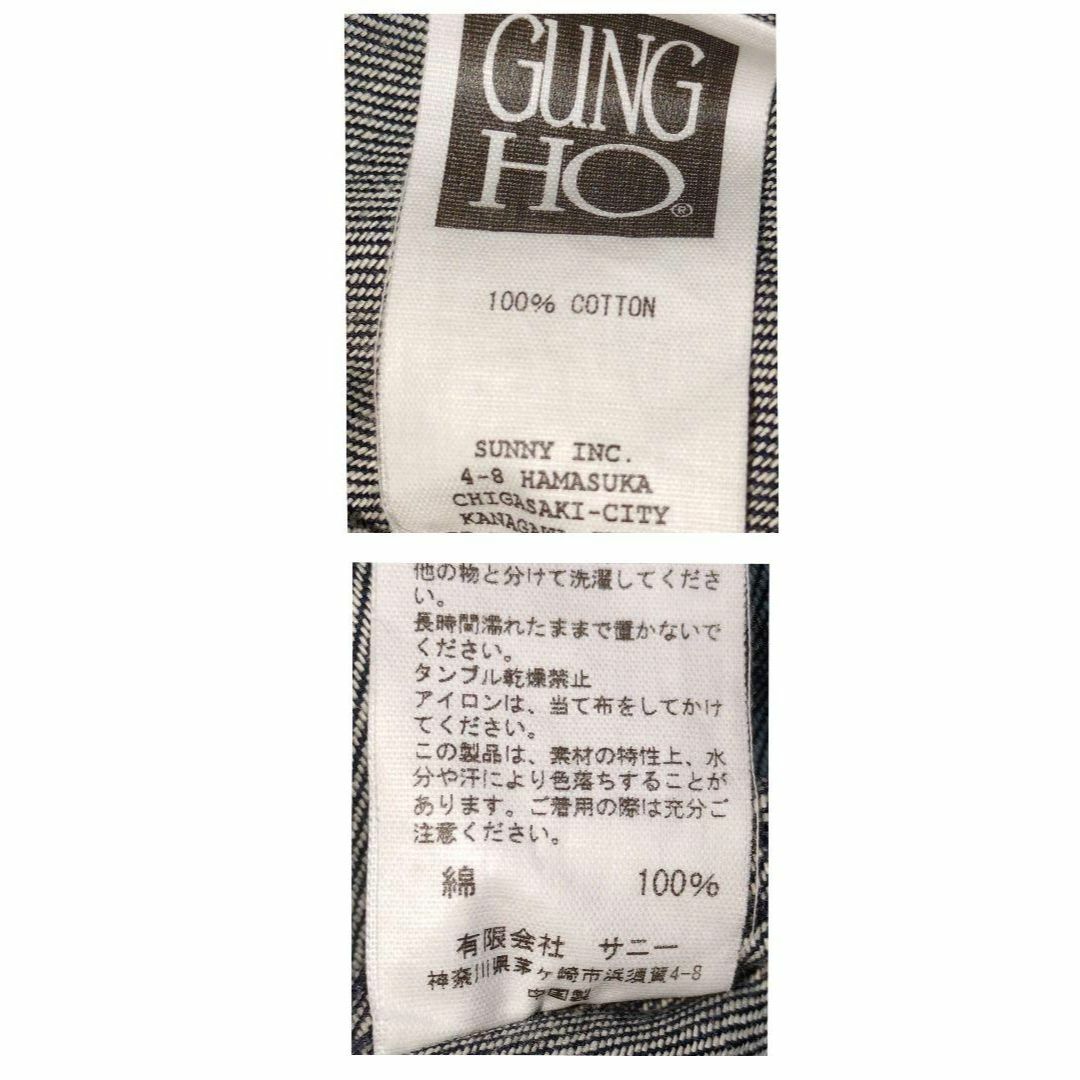 GUNG
HO®
100% COTTON
SUNNY INC.
4-8 HAMASUKA
CHIGASAKI-CITY
他の物と分けて洗濯してくださ
い。
長時間濡れたままで置かないで
ください。
タンブル乾燥禁止
アイロンは、当て布をしてかけ
てください。
この製品は、素材の特性上、水
分や汗により色落ちすることが
あります。ご着用の際は充分ご
注意ください。
綿 100%
有限会社 サニー
神奈川県茅ヶ崎市浜須賀4-8
中国製